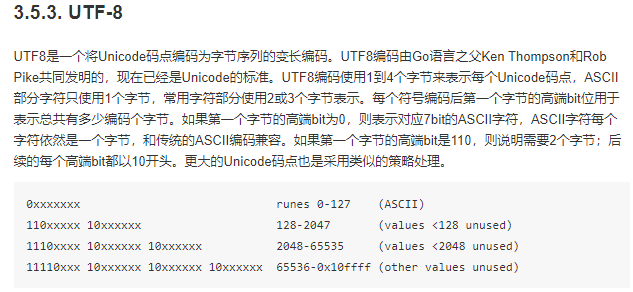 3.5.3. UTF-8
UTF8是一个将Unicode码点编码为字节序列的变长编码。UTF8编码由Go语言之父Ken Thompson和Rob
Pike共同发明的，现在已经是Unicode的标准。UTF8编码使用1到4个字节来表示每个Unicode码点，ASCII
部分字符只使用1个字节，常用字符部分使用2或3个字节表示。每个符号编码后第一个字节的高端bit位用于
表示总共有多少编码个字节。如果第一个字节的高端bit为0，则表示对应7bit的ASCII字符，ASCII字符每个
字符依然是一个字节，和传统的ASCII编码兼容。如果第一个字节的高端bit是110，则说明需要2个字节；后
续的每个高端bit都以10开头。更大的Unicode码点也是采用类似的策略处理。
0xxxxxxx                             runes 0-127    (ASCII)
110xxxxx 10xxxxxx                    128-2047       (values <128 unused)
1110xxxx 10xxxxxx 10xxxxxx           2048-65535     (values <2048 unused)
11110xxx 10xxxxxx 10xxxxxx 10xxxxxx  65536-0x10ffff (other values unused)